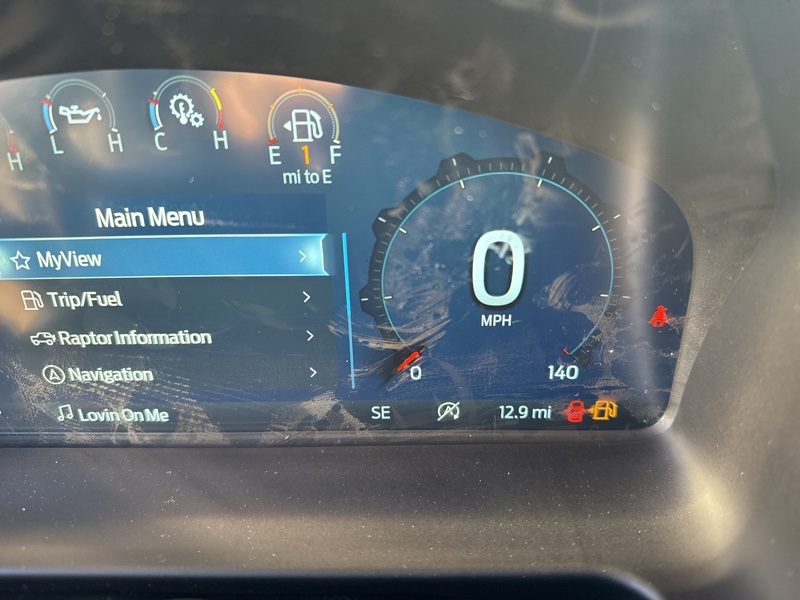 H
L H
C H
E 1 F
mi to E
Main Menu
MyView
Trip/Fuel
Raptor Information
Navigation
Lovin On Me
0
MPH
0 140
SE 12.9 mi